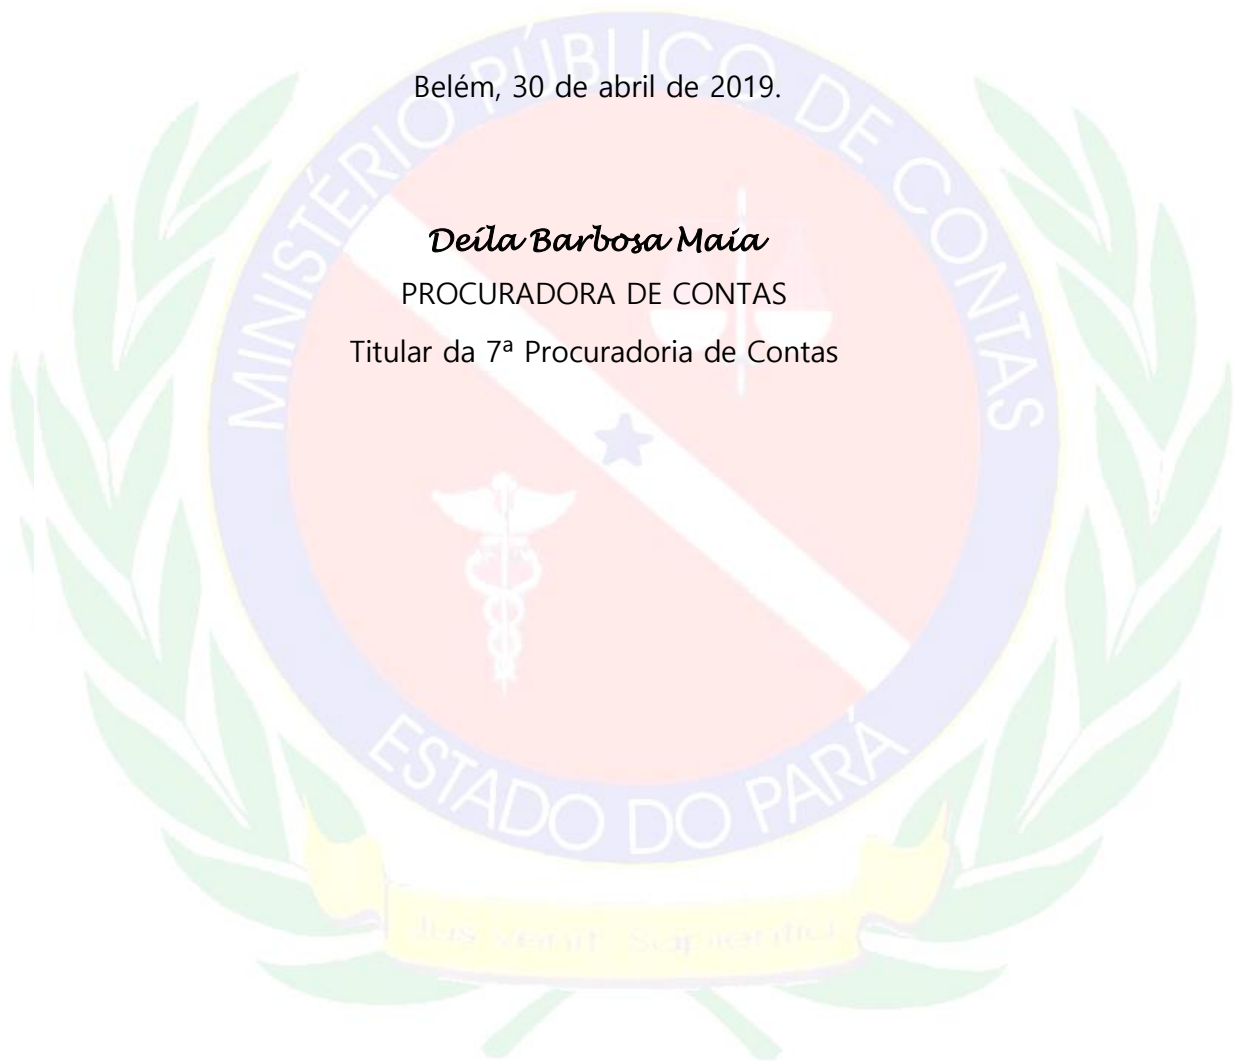 Belém, 30 de abril de 2019.
Deíla Barbosa Maia
PROCURADORA DE CONTAS
Titular da 7ª Procuradoria de Contas
MINISTÉRIO PÚBLICO DE CONTAS
ESTADO DO PARÁ